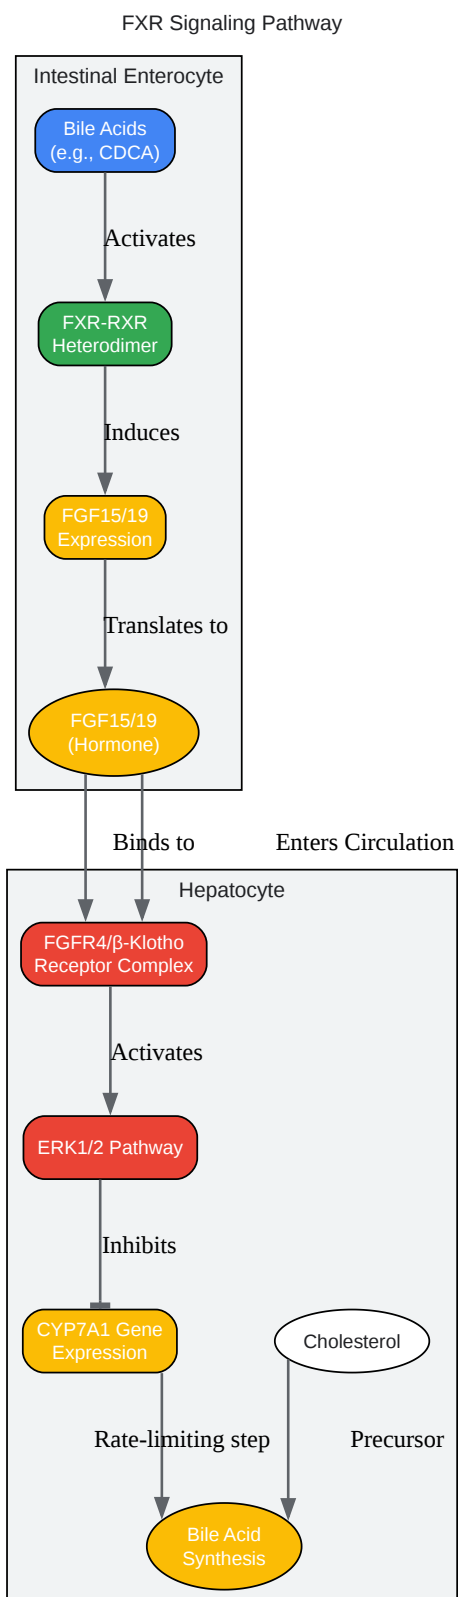 FXR Signaling Pathway
Intestinal Enterocyte
Bile Acids
(e.g., CDCA)
Activates
FXR-RXR
Heterodimer
Induces
FGF15/19
Expression
Translates to
FGF15/19
(Hormone)
Binds to
Enters Circulation
Hepatocyte
FGFR4/β-Klotho
Receptor Complex
Activates
ERK1/2 Pathway
Inhibits
CYP7A1 Gene
Expression
Cholesterol
Rate-limiting step
Precursor
Bile Acid
Synthesis